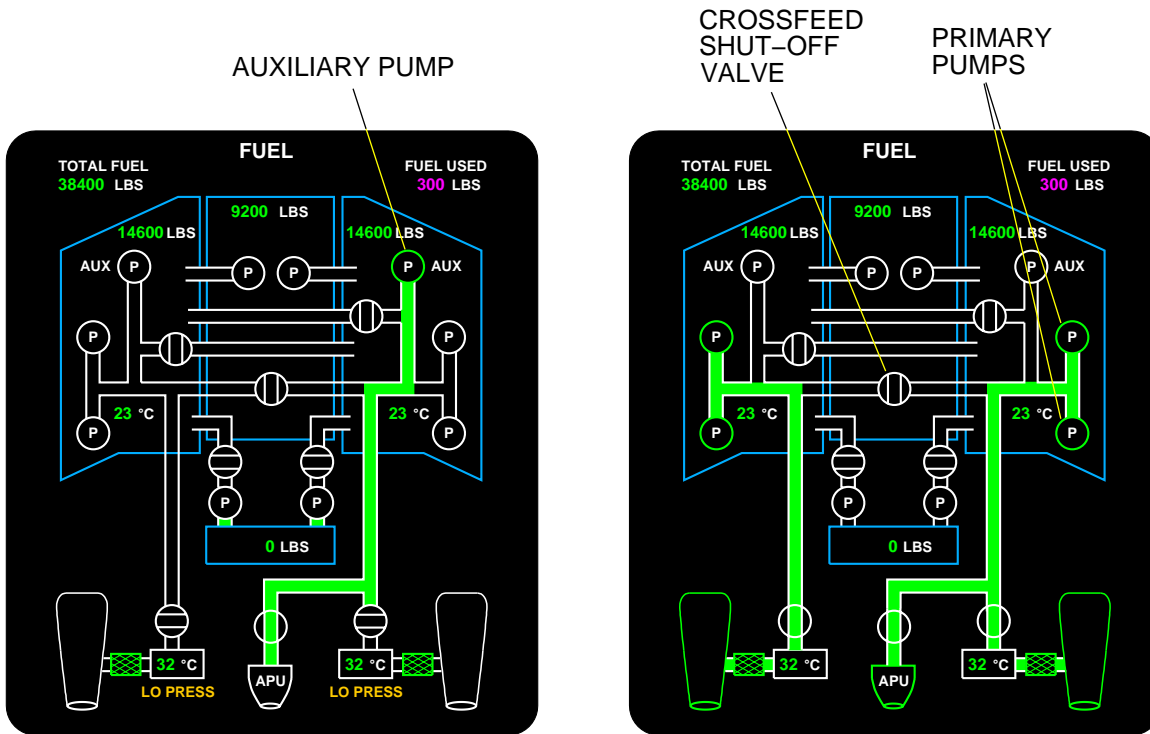 AUXILIARY PUMP
CROSSFEED
SHUT–OFF
VALVE
PRIMARY
PUMPS
FUEL
TOTAL FUEL
38400 LBS
FUEL USED
300 LBS
9200 LBS
14600 LBS
14600 LBS
AUX P
P P
P AUX
P
P
23 °C
23 °C
P
P
P
P
0 LBS
32 °C
LO PRESS
APU
32 °C
LO PRESS
FUEL
TOTAL FUEL
38400 LBS
FUEL USED
300 LBS
9200 LBS
14600 LBS
14600 LBS
AUX P
P P
P AUX
P
P
23 °C
23 °C
P
P
P
P
0 LBS
32 °C
APU
32 °C